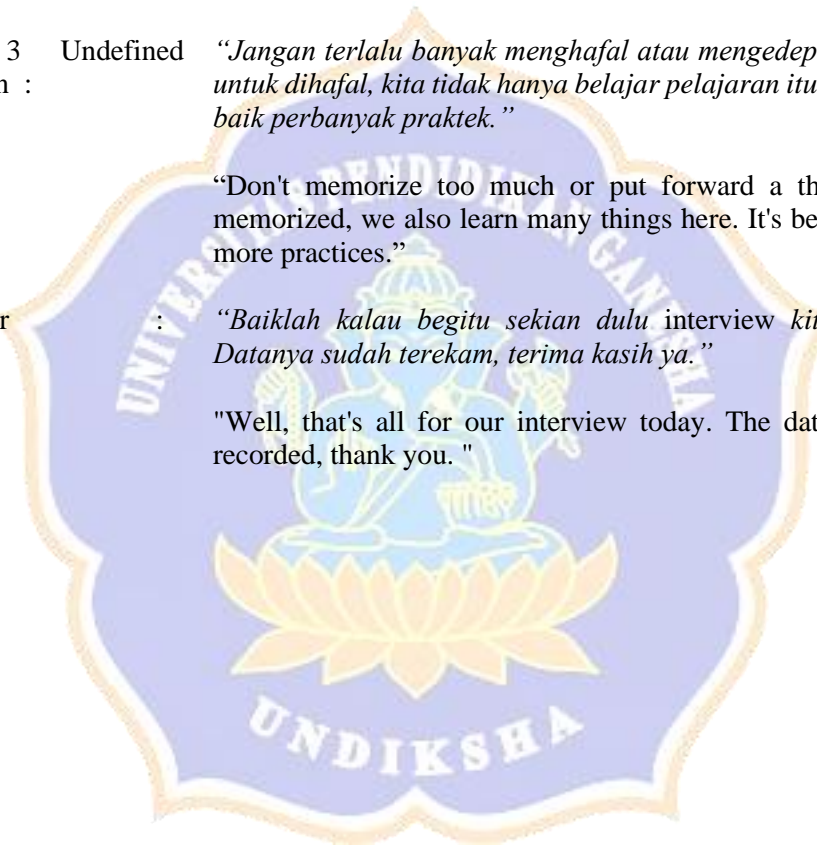 3 Undefined “Jangan terlalu banyak menghafal atau mengedep
n : untuk dihafal, kita tidak hanya belajar pelajaran itu
baik perbanyak praktek.”
“Don't memorize too much or put forward a th
memorized, we also learn many things here. It's be
more practices.”
r : “Baiklah kalau begitu sekian dulu interview kit
Datanya sudah terekam, terima kasih ya.”
"Well, that's all for our interview today. The dat
recorded, thank you. "
UNIVERSITAS PENDIDIKAN GANESHA
UNDIKSHA